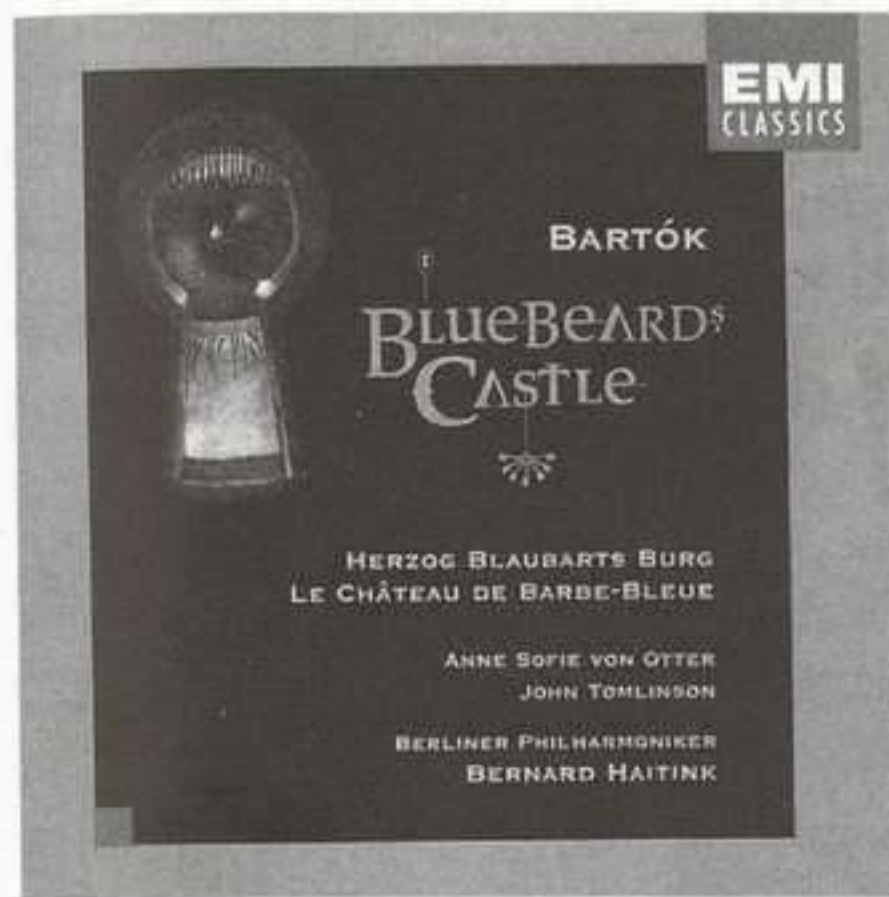 EMI
CLASSICS
BARTÓK
BLUEBEARD'S
CASTLE
HERZOG BLAUBARTS BURG
LE CHÂTEAU DE BARBE-BLEUE
ANNE SOFIE VON OTTER
JOHN TOMLINSON
BERLINER PHILHARMONIKER
BERNARD HAITINK